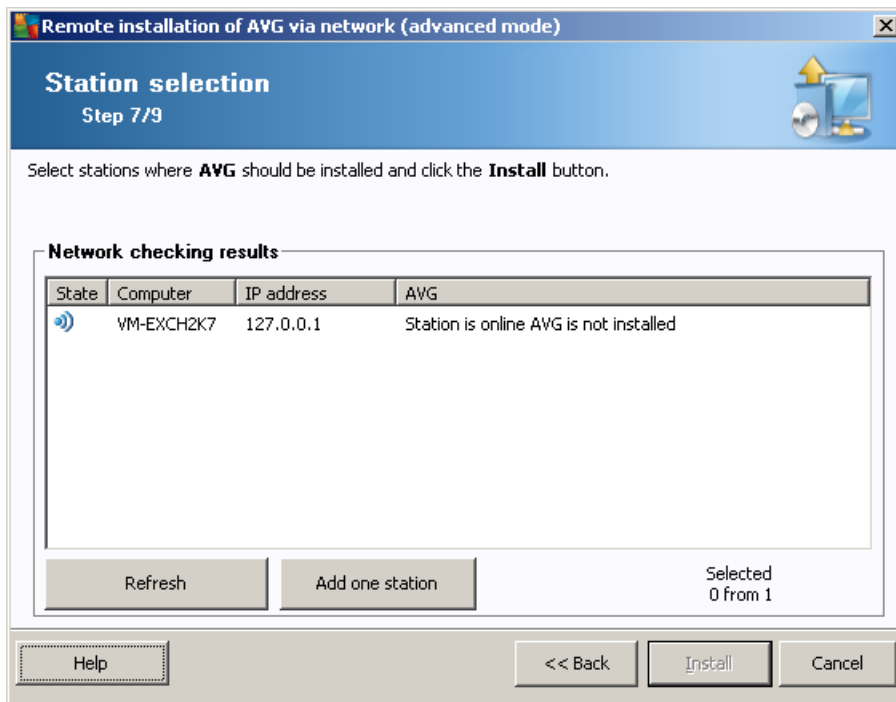 Remote installation of AVG via network (advanced mode)
Station selection
Step 7/9
Select stations where AVG should be installed and click the Install button.
Network checking results
State Computer IP address AVG
VM-EXCH2K7 127.0.0.1 Station is online AVG is not installed
Refresh Add one station Selected
0 from 1
Help << Back Install Cancel